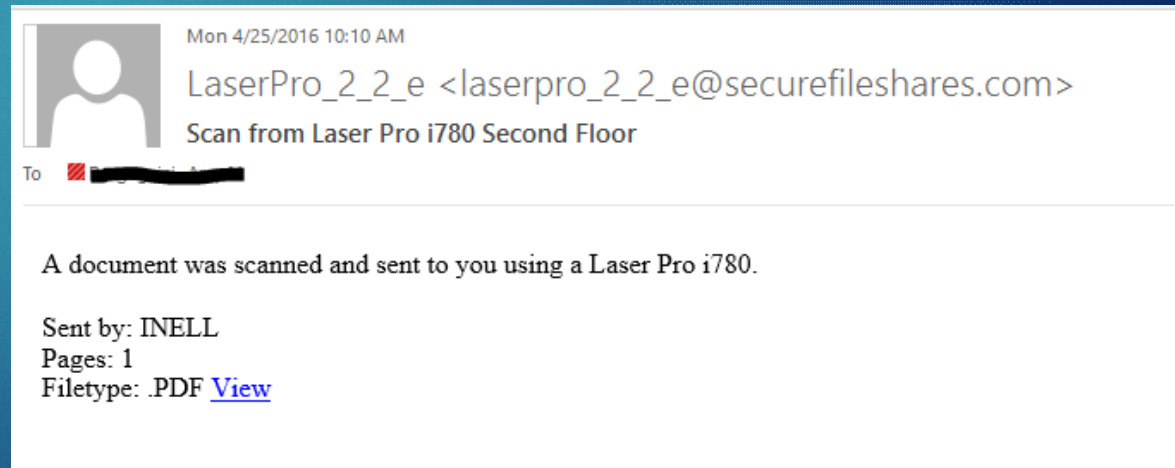 Mon 4/25/2016 10:10 AM
LaserPro_2_2_e <laserpro_2_2_e@securefileshares.com>
Scan from Laser Pro i780 Second Floor
To
A document was scanned and sent to you using a Laser Pro i780.
Sent by: INELL
Pages: 1
Filetype: .PDF View